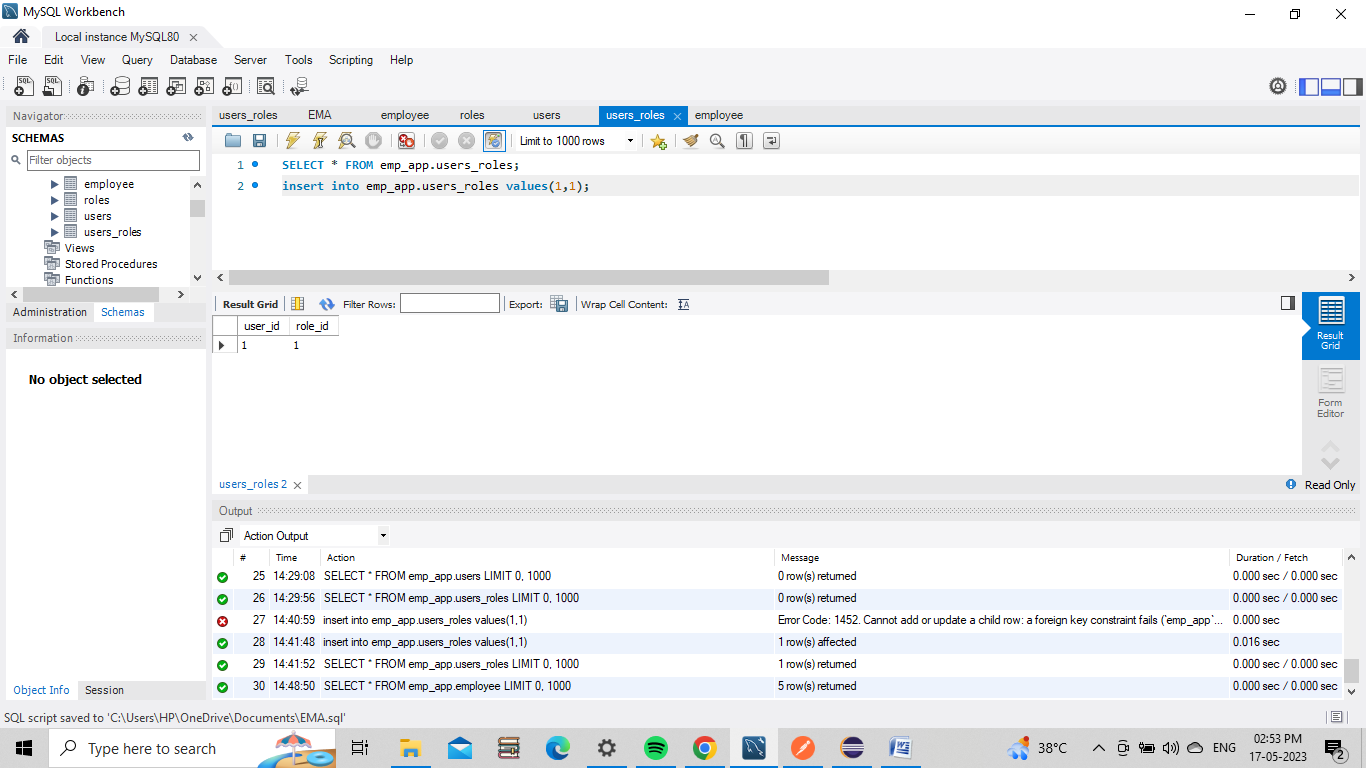 MySQL Workbench
Local instance MySQL80
File Edit View Query Database Server Tools Scripting Help
Navigator
SCHEMAS
Filter objects
employee
roles
users
users_roles
Views
Stored Procedures
Functions
Administration Schemas
Information
No object selected
Object Info Session
users_roles EMA employee roles users users_roles employee
Limit to 1000 rows
1 SELECT * FROM emp_app.users_roles;
2 insert into emp_app.users_roles values(1,1);
Result Grid Filter Rows: Export: Wrap Cell Content:
user_id role_id
1 1
Result Grid
Form Editor
users_roles 2
Read Only
Output
Action Output
# Time Action Message Duration / Fetch
25 14:29:08 SELECT * FROM emp_app.users LIMIT 0, 1000 0 row(s) returned 0.000 sec / 0.000 sec
26 14:29:56 SELECT * FROM emp_app.users_roles LIMIT 0, 1000 0 row(s) returned 0.000 sec / 0.000 sec
27 14:40:59 insert into emp_app.users_roles values(1,1) Error Code: 1452. Cannot add or update a child row: a foreign key constraint fails (`emp_app`... 0.000 sec
28 14:41:48 insert into emp_app.users_roles values(1,1) 1 row(s) affected 0.016 sec
29 14:41:52 SELECT * FROM emp_app.users_roles LIMIT 0, 1000 1 row(s) returned 0.000 sec / 0.000 sec
30 14:48:50 SELECT * FROM emp_app.employee LIMIT 0, 1000 5 row(s) returned 0.000 sec / 0.000 sec
SQL script saved to 'C:\Users\HP\OneDrive\Documents\EMA.sql'
Type here to search
38°C
ENG
02:53 PM
17-05-2023
2